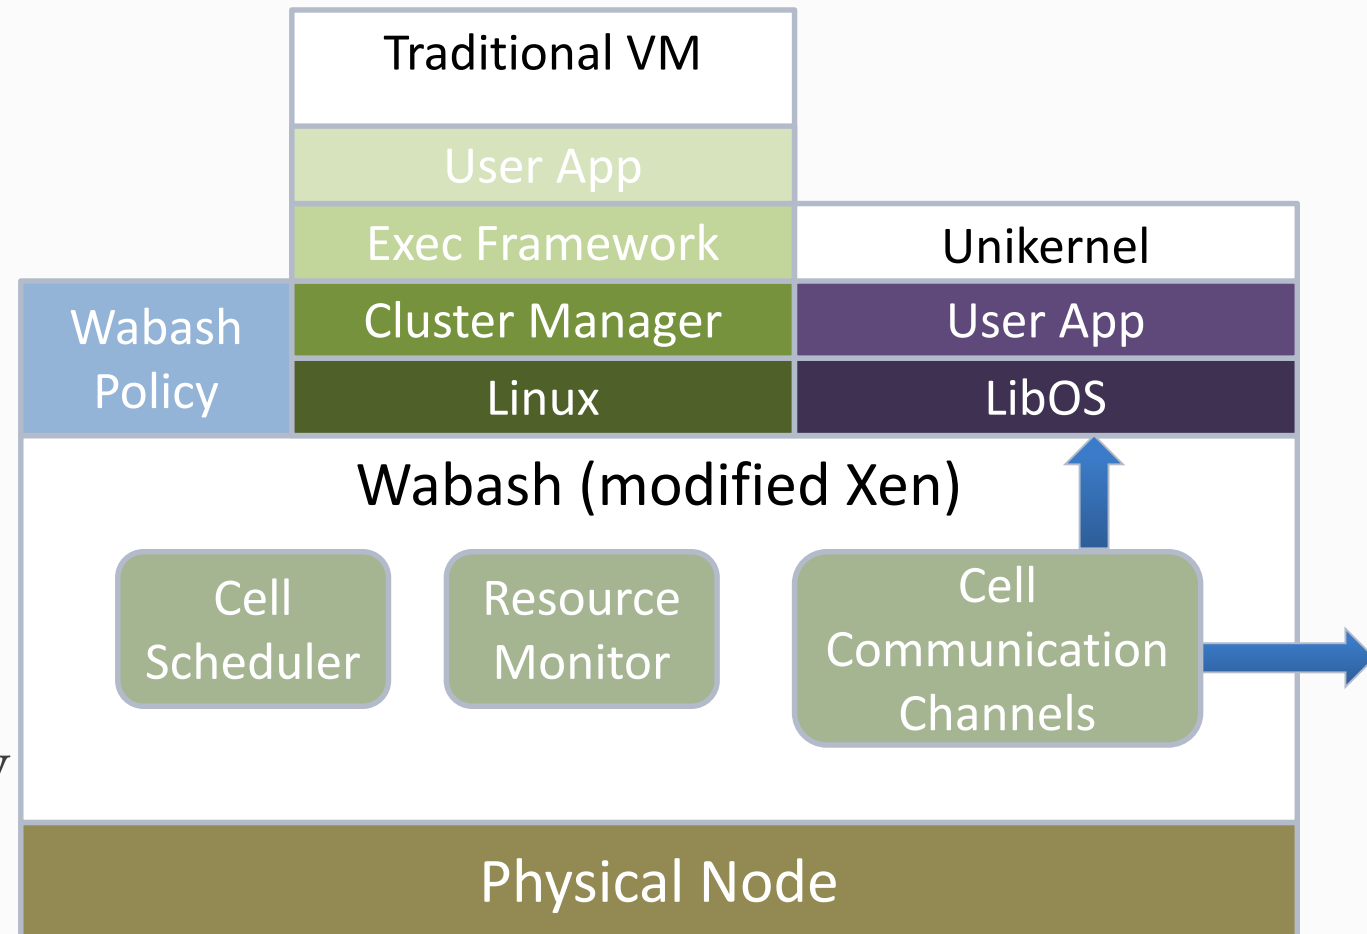 Traditional VM
User App
Exec Framework
Unikernel
Wabash
Policy
Cluster Manager
User App
Linux
LibOS
Wabash (modified Xen)
Cell
Scheduler
Resource
Monitor
Cell
Communication
Channels
Physical Node